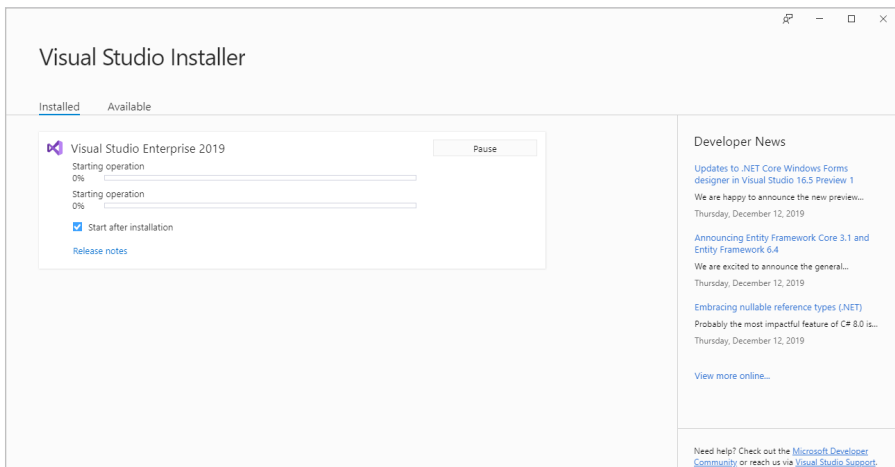 Visual Studio Installer
Installed
Available
Visual Studio Enterprise 2019
Pause
Starting operation
0%
Starting operation
0%
Start after installation
Release notes
Developer News
Updates to .NET Core Windows Forms
designer in Visual Studio 16.5 Preview 1
We are happy to announce the new preview...
Thursday, December 12, 2019
Announcing Entity Framework Core 3.1 and
Entity Framework 6.4
We are excited to announce the general...
Thursday, December 12, 2019
Embracing nullable reference types (.NET)
Probably the most impactful feature of C# 8.0 is...
Thursday, December 12, 2019
View more online...
Need help? Check out the Microsoft Developer
Community or reach us via Visual Studio Support.